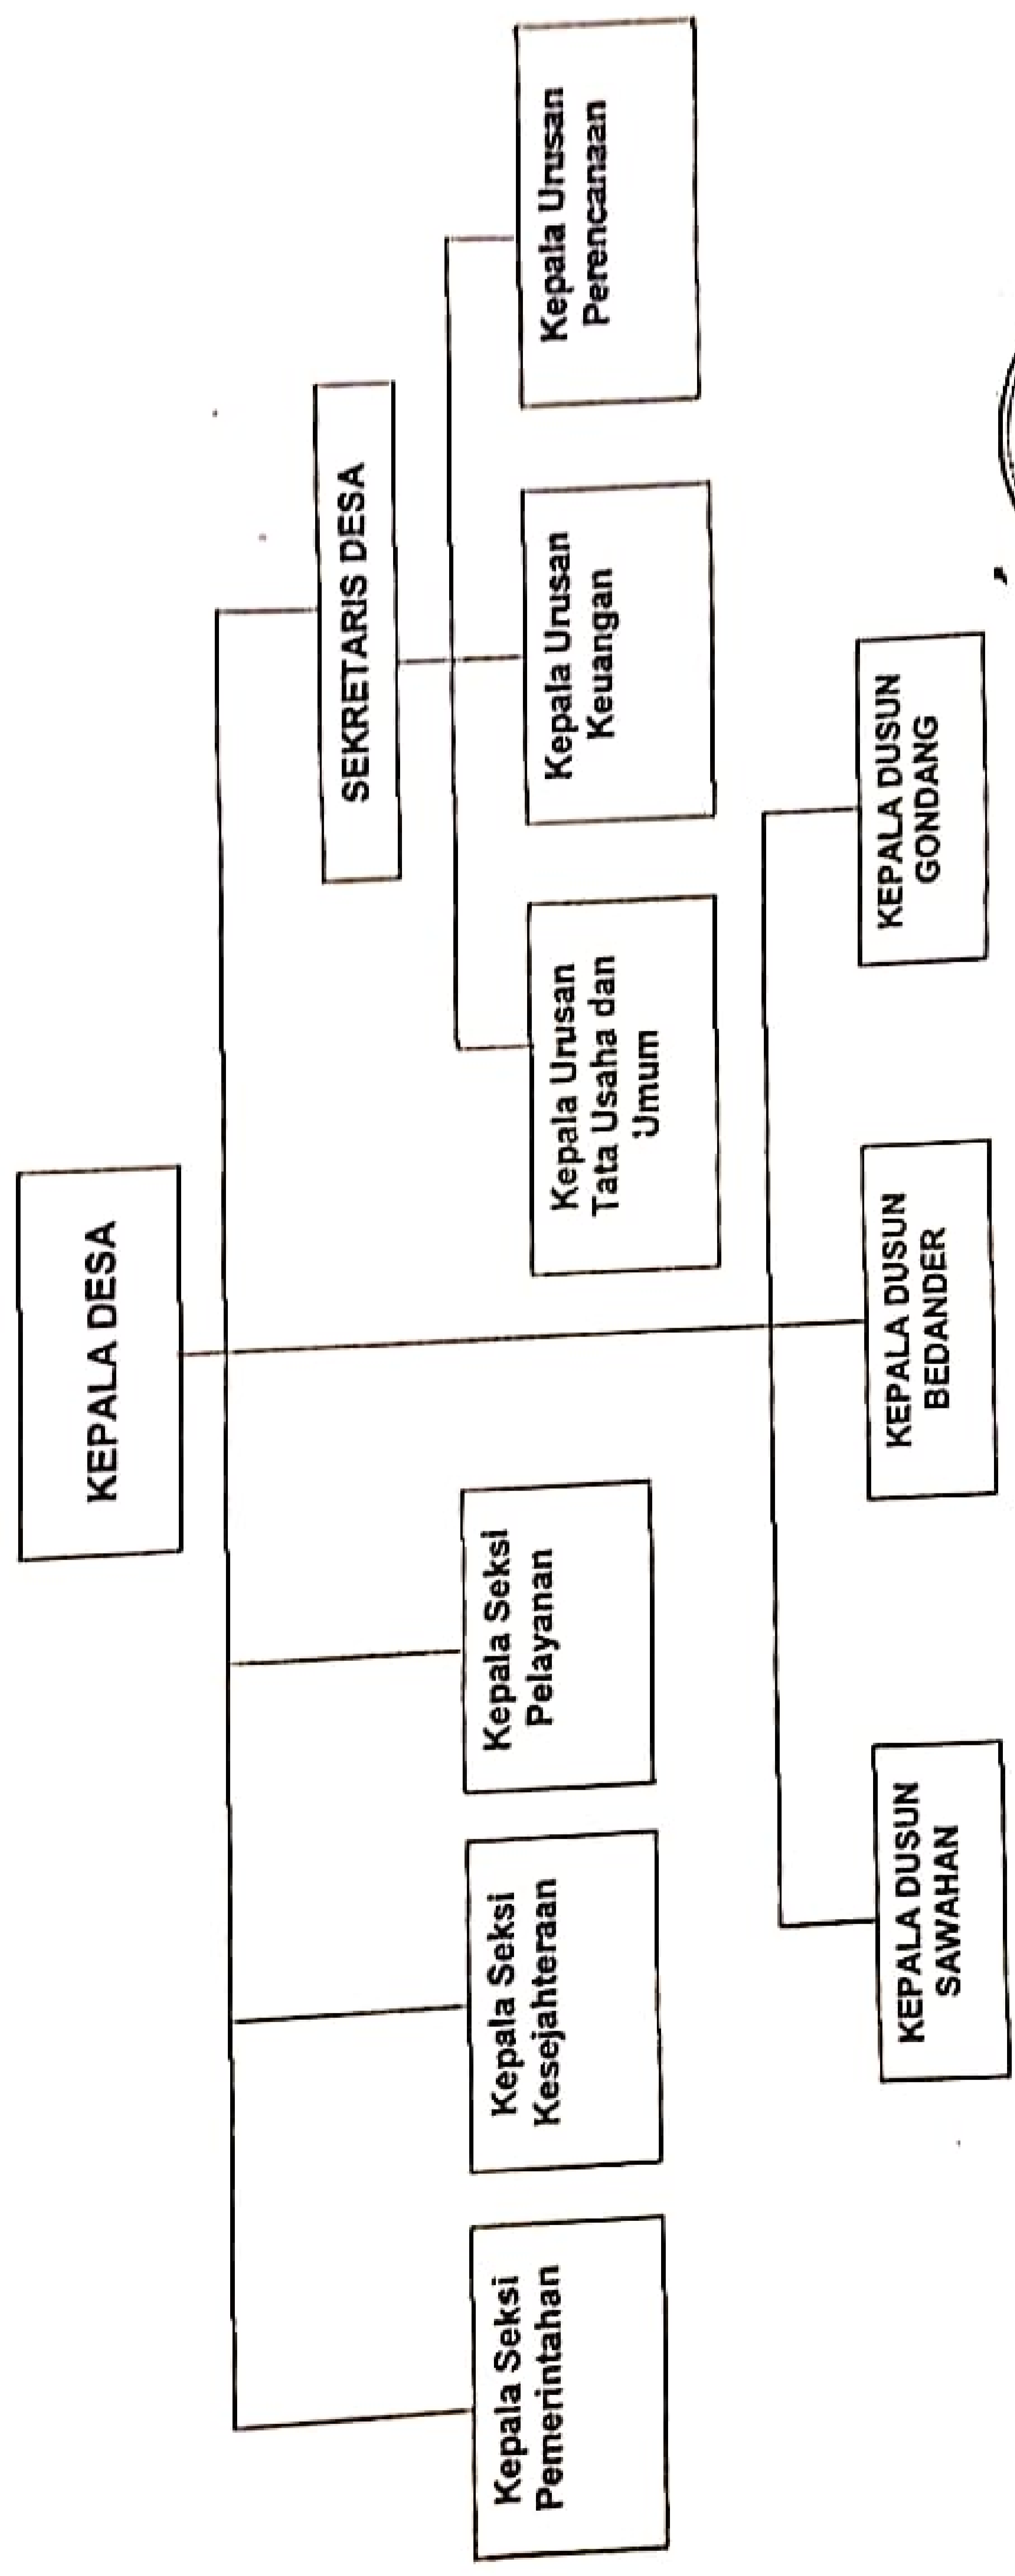 KEPALA DESA
SEKRETARIS DESA
Kepala Seksi
Pemerintahan
Kepala Seksi
Kesejahteraan
Kepala Seksi
Pelayanan
Kepala Urusan
Tata Usaha dan
Umum
Kepala Urusan
Keuangan
Kepala Urusan
Perencanaan
KEPALA DUSUN
SAWAHAN
KEPALA DUSUN
BEDANDER
KEPALA DUSUN
GONDANG